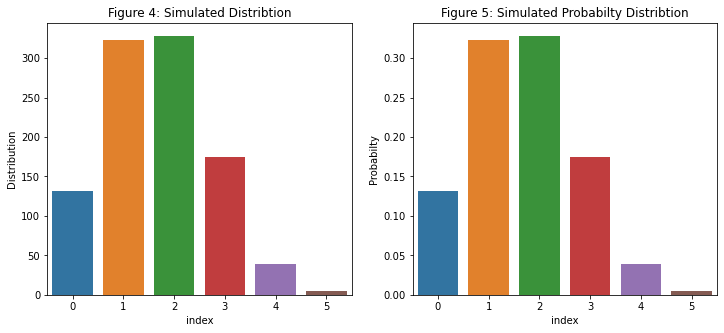 Figure 4: Simulated Distribtion
Distribution
300
250
200
150
100
50
0
0 1 2 3 4 5
index
Figure 5: Simulated Probabilty Distribtion
Probabilty
0.30
0.25
0.20
0.15
0.10
0.05
0.00
0 1 2 3 4 5
index